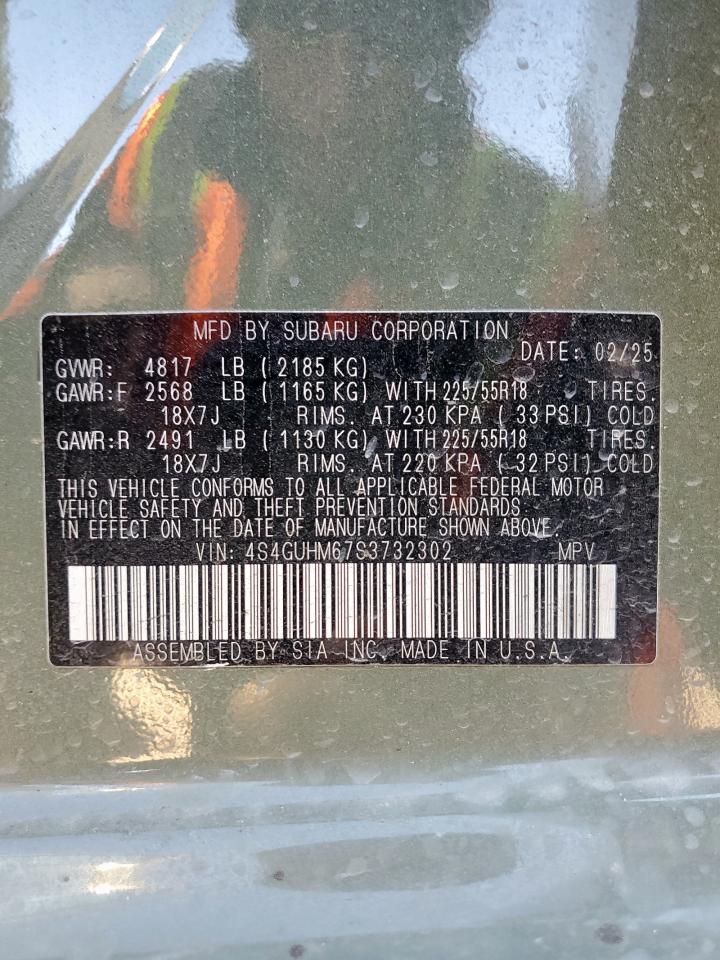 MFD BY SUBARU CORPORATION
DATE: 02/25
GVWR: 4817 LB ( 2185 KG)
GAWR:F 2568 LB ( 1165 KG) WITH 225/55R18 TIRES.
18X7J RIMS. AT 230 KPA ( 33 PSI) COLD
GAWR:R 2491 LB ( 1130 KG) WITH 225/55R18 TIRES.
18X7J RIMS. AT 220 KPA ( 32 PSI) COLD
THIS VEHICLE CONFORMS TO ALL APPLICABLE FEDERAL MOTOR
VEHICLE SAFETY AND THEFT PREVENTION STANDARDS
IN EFFECT ON THE DATE OF MANUFACTURE SHOWN ABOVE.
VIN: 4S4GUHM67S3732302 MPV
ASSEMBLED BY SIA INC. MADE IN U.S.A.